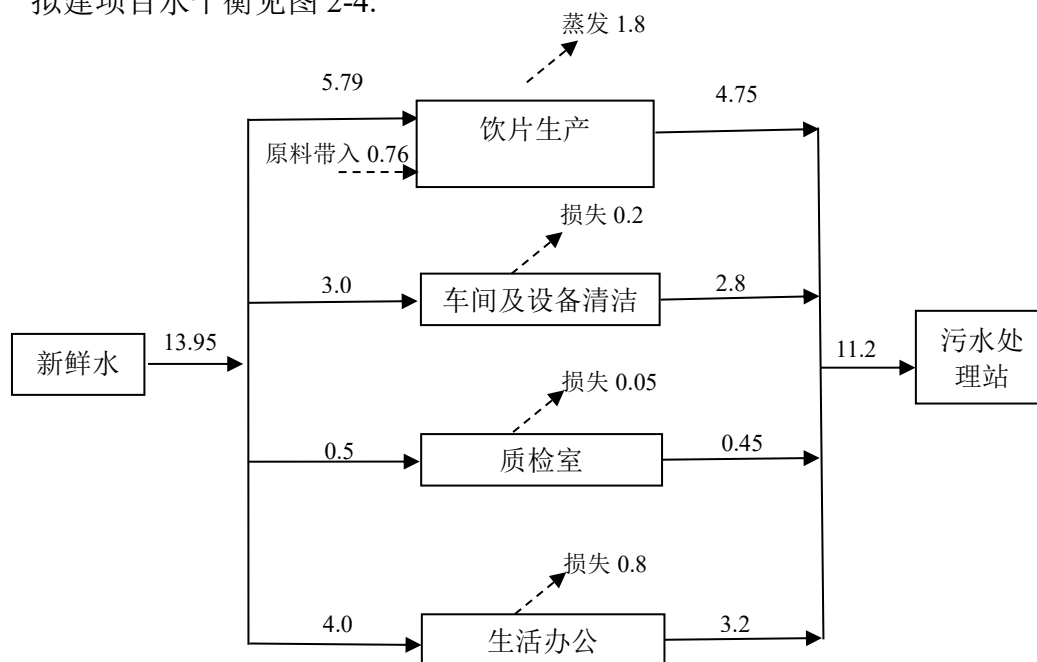 拟建项目水平衡见图 2-4.
蒸发 1.8
5.79
4.75
饮片生产
原料带入 0.76
损失 0.2
3.0
车间及设备清洁
2.8
新鲜水
13.95
11.2
污水处
理站
损失 0.05
0.5
质检室
0.45
损失 0.8
4.0
生活办公
3.2